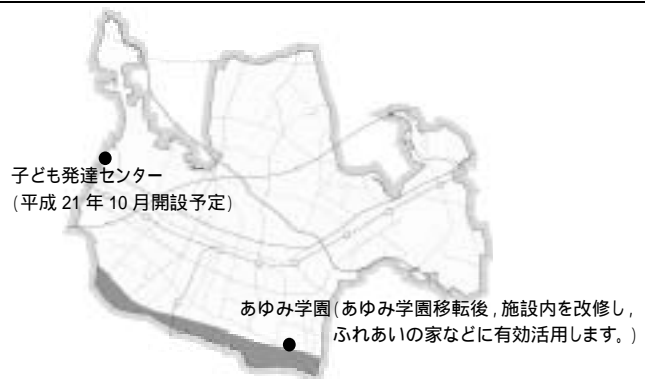 子ども発達センター
(平成 21 年 10 月開設予定)
あゆみ学園(あゆみ学園移転後,施設内を改修し,
ふれあいの家などに有効活用します。)